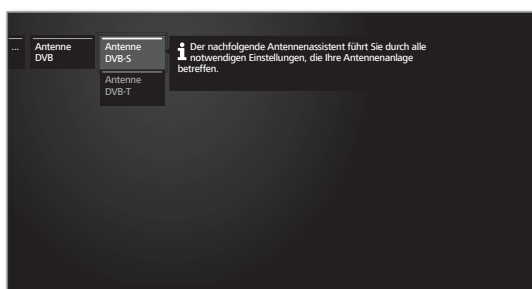 ...
Antenne
DVB
Antenne
DVB-S
Antenne
DVB-T
Der nachfolgende Antennenassistent führt Sie durch alle
notwendigen Einstellungen, die Ihre Antennenanlage
betreffen.